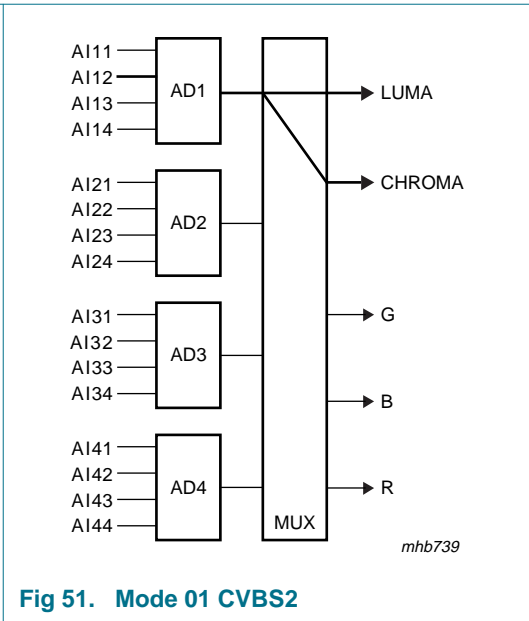 AI11
AI12
AI13
AI14
AD1
LUMA
CHROMA
AI21
AI22
AI23
AI24
AD2
AI31
AI32
AI33
AI34
AD3
G
B
AI41
AI42
AI43
AI44
AD4
R
MUX
mhb739
Fig 51. Mode 01 CVBS2